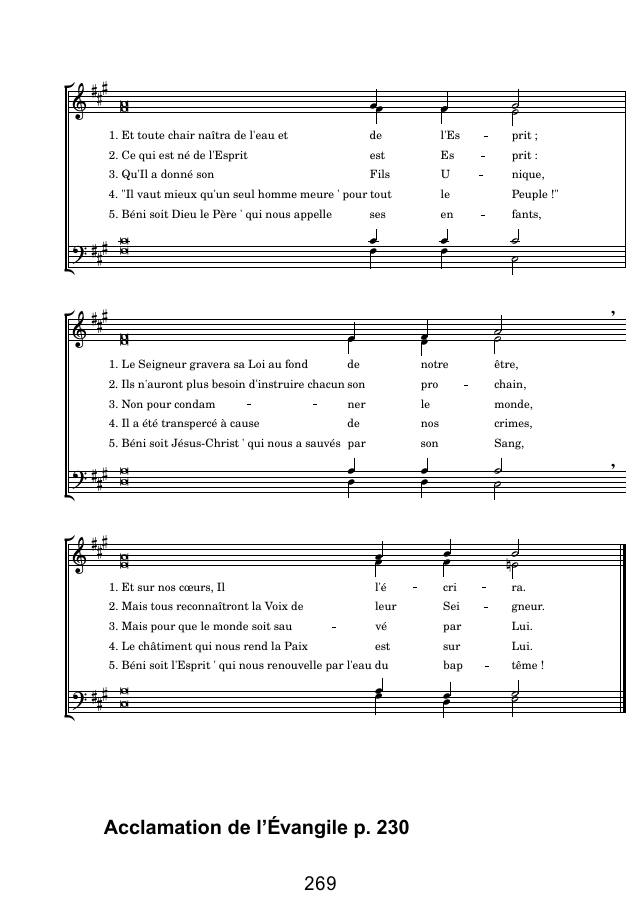 1. Et toute chair naîtra de l'eau et de l'Es - prit ;
2. Ce qui est né de l'Esprit est Es - prit :
3. Qu'Il a donné son Fils U - nique,
4. "Il vaut mieux qu'un seul homme meure ' pour tout le Peuple !"
5. Béni soit Dieu le Père ' qui nous appelle ses en - fants,
1. Le Seigneur gravera sa Loi au fond de notre être,
2. Ils n'auront plus besoin d'instruire chacun son pro - chain,
3. Non pour condam - - ner le monde,
4. Il a été transpercé à cause de nos crimes,
5. Béni soit Jésus-Christ ' qui nous a sauvés par son Sang,
1. Et sur nos cœurs, Il l'é - cri - ra.
2. Mais tous reconnaîtront la Voix de leur Sei - gneur.
3. Mais pour que le monde soit sau - vé par Lui.
4. Le châtiment qui nous rend la Paix est sur Lui.
5. Béni soit l'Esprit ' qui nous renouvelle par l'eau du bap - tême !
Acclamation de l’Évangile p. 230
269